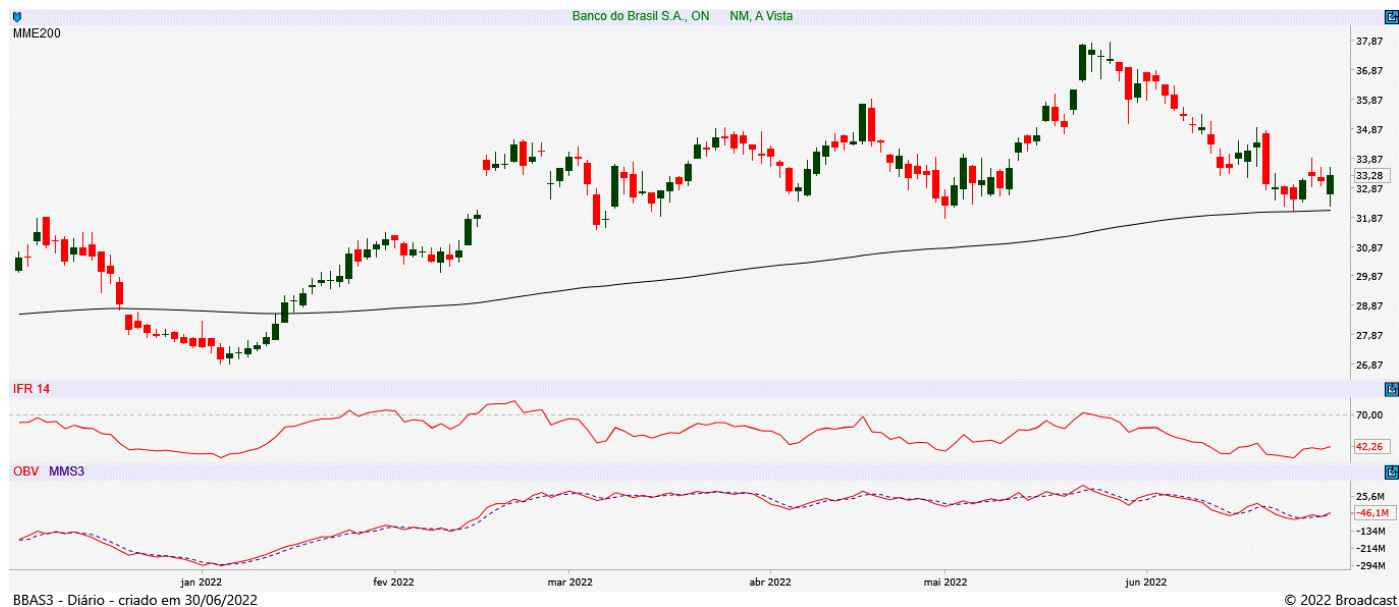 Banco do Brasil S.A., ON NM, A Vista
MME200
37.87
36.87
35.87
34.87
33.87
33.28
32.87
31.87
30.87
29.87
28.87
27.87
26.87
IFR 14
70,00
42,26
OBV MMS3
25,6M
-46,1M
-134M
-214M
-294M
jan 2022 fev 2022 mar 2022 abr 2022 mai 2022 jun 2022
BBAS3 - Diário - criado em 30/06/2022 © 2022 Broadcast